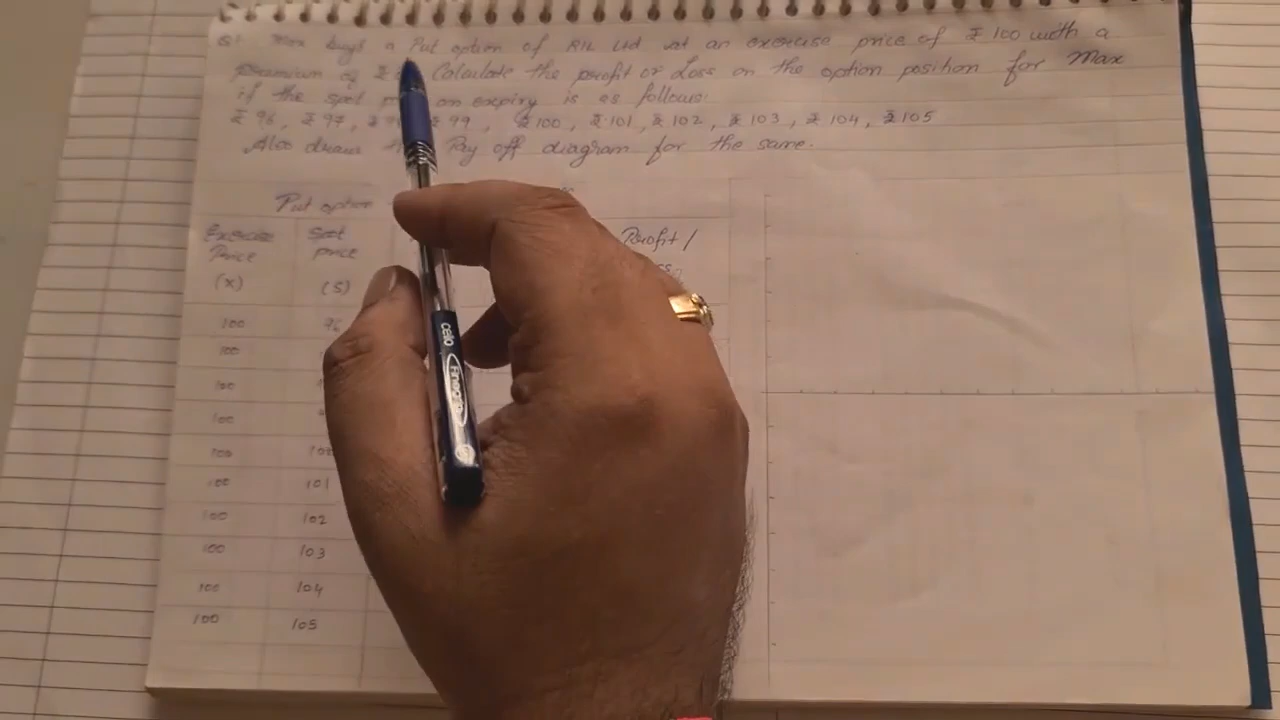 Q1 Max buys a Put option of RIL Ltd at an exercise price of ₹ 100 with a
premium of ₹ Calculate the profit or Loss on the option position for Max
if the spot on expiry is as follows:
₹ 96, ₹ 97, ₹ ₹ 99, ₹ 100, ₹ 101, ₹ 102, ₹ 103, ₹ 104, ₹ 105
Also draw Pay off diagram for the same.
Put option
Exercise Price (X)
Spot price (S)
Profit /
100 96
100
100
100
100
100 101
100 102
100 103
100 104
100 105
cello Finegrip